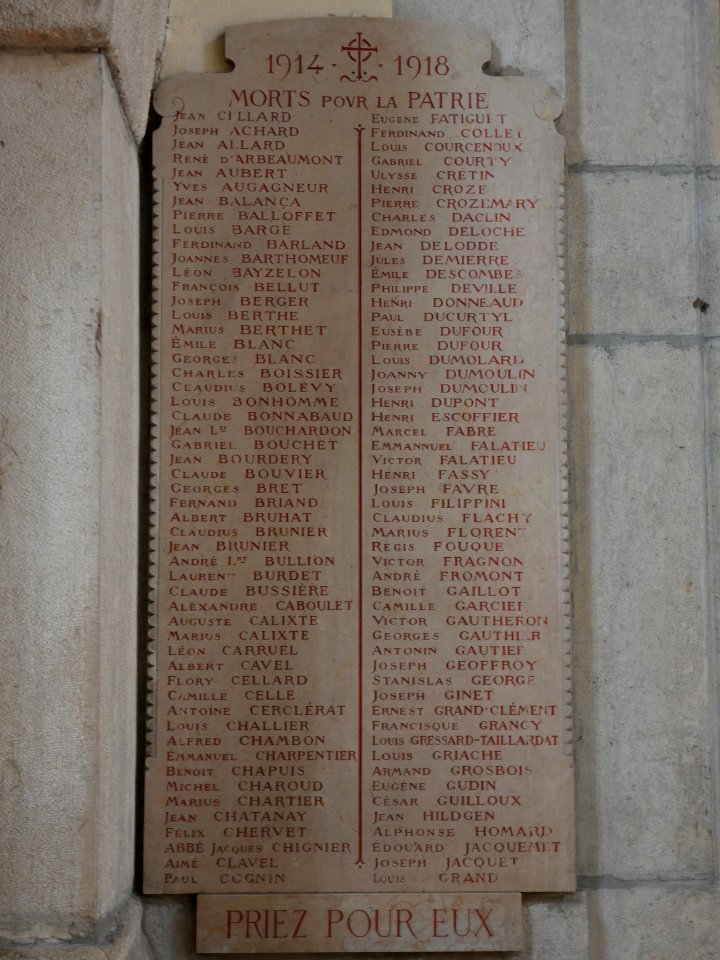 1914 · 1918
MORTS POVR LA PATRIE
JEAN CILLARD
JOSEPH ACHARD
JEAN ALLARD
RENÉ D'ARBEAUMONT
JEAN AUBERT
YVES AUGAGNEUR
JEAN BALANÇA
PIERRE BALLOFFET
LOUIS BARGE
FERDINAND BARLAND
JOANNES BARTHOMEUF
LÉON BAYZELON
FRANÇOIS BELLUT
JOSEPH BERGER
LOUIS BERTHE
MARIUS BERTHET
ÉMILE BLANC
GEORGES BLANC
CHARLES BOISSIER
CLAUDIUS BOLÉVY
LOUIS BONHOMME
CLAUDE BONNABAUD
JEAN LIS BOUCHARDON
GABRIEL BOUCHET
JEAN BOURDERY
CLAUDE BOUVIER
GEORGES BRET
FERNAND BRIAND
ALBERT BRUHAT
CLAUDIUS BRUNIER
JEAN BRUNIER
ANDRÉ BULLION
LAURENT BURDET
CLAUDE BUSSIÈRE
ALEXANDRE CABOULET
AUGUSTE CALIXTE
MARIUS CALIXTE
LÉON CARRUEL
ALBERT CAVEL
FLORY CELLARD
CAMILLE CELLE
ANTOINE CERCLÉRAT
LOUIS CHALLIER
ALFRED CHAMBON
EMMANUEL CHARPENTIER
BENOIT CHAPUIS
MICHEL CHAROUD
MARIUS CHARTIER
JEAN CHATANAY
FÉLIX CHERVET
ABBÉ JACQUES CHIGNIER
AIMÉ CLAVEL
PAUL COGNIN
EUGÈNE FATIGUET
FERDINAND COLLET
LOUIS COURCENOUX
GABRIEL COURTY
ULYSSE CRÉTIN
HENRI CROZE
PIERRE CROZEMARY
CHARLES DACLIN
EDMOND DELOCHE
JEAN DELODDE
JULES DEMIERRE
ÉMILE DESCOMBES
PHILIPPE DEVILLE
HENRI DONNEAUD
PAUL DUCURTYL
EUSÈBE DUFOUR
PIERRE DUFOUR
LOUIS DUMOLARD
JOANNY DUMOULIN
JOSEPH DUMOULIN
HENRI DUPONT
HENRI ESCOFFIER
MARCEL FABRE
EMMANUEL FALATIEU
VICTOR FALATIEU
HENRI FASSY
JOSEPH FAVRE
LOUIS FILIPPINI
CLAUDIUS FLACHY
MARIUS FLORENT
RÉGIS FOUQUE
VICTOR FRAGNON
ANDRÉ FROMONT
BENOIT GAILLOT
CAMILLE GARCIER
VICTOR GAUTHERON
GEORGES GAUTHIER
ANTONIN GAUTIER
JOSEPH GEOFFROY
STANISLAS GEORGE
JOSEPH GINET
ERNEST GRAND'CLÉMENT
FRANCISQUE GRANGY
LOUIS GRESSARD-TAILLARDAT
LOUIS GRIACHE
ARMAND GROSBOIS
EUGÈNE GUDIN
CÉSAR GUILLOUX
JEAN HILDGEN
ALPHONSE HOMARD
ÉDOUARD JACQUEMET
JOSEPH JACQUET
LOUIS GRAND
PRIEZ POUR EUX